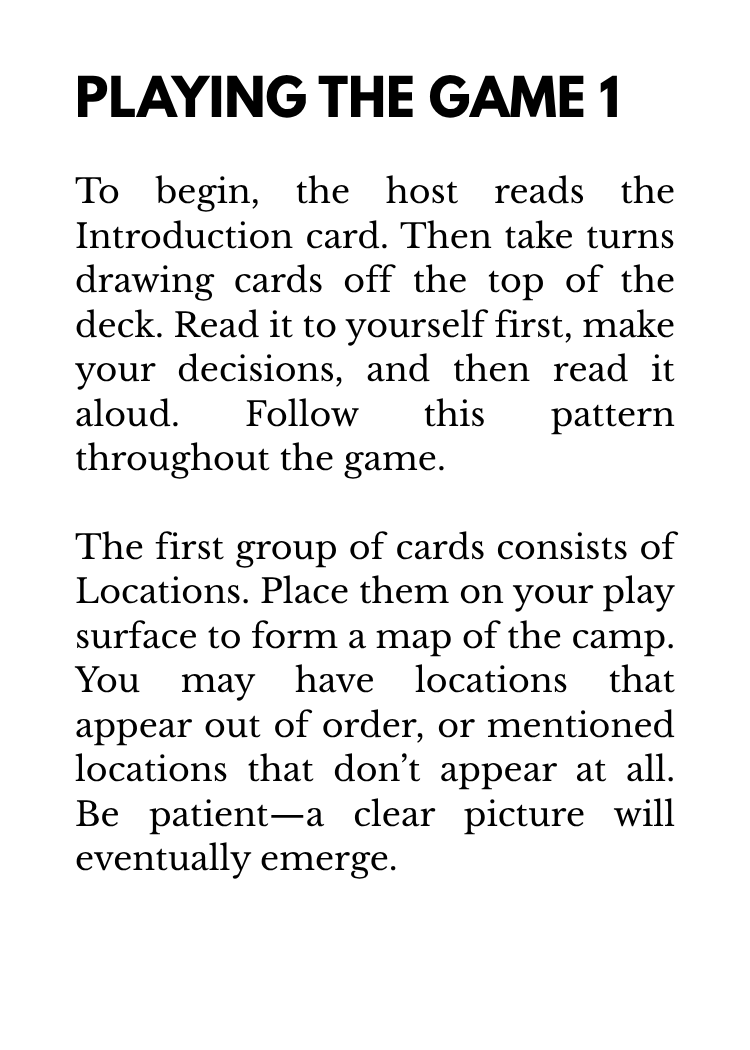 PLAYING THE GAME 1
To begin, the host reads the
Introduction card. Then take turns
drawing cards off the top of the
deck. Read it to yourself first, make
your decisions, and then read it
aloud. Follow this pattern
throughout the game.
The first group of cards consists of
Locations. Place them on your play
surface to form a map of the camp.
You may have locations that
appear out of order, or mentioned
locations that don’t appear at all.
Be patient—a clear picture will
eventually emerge.